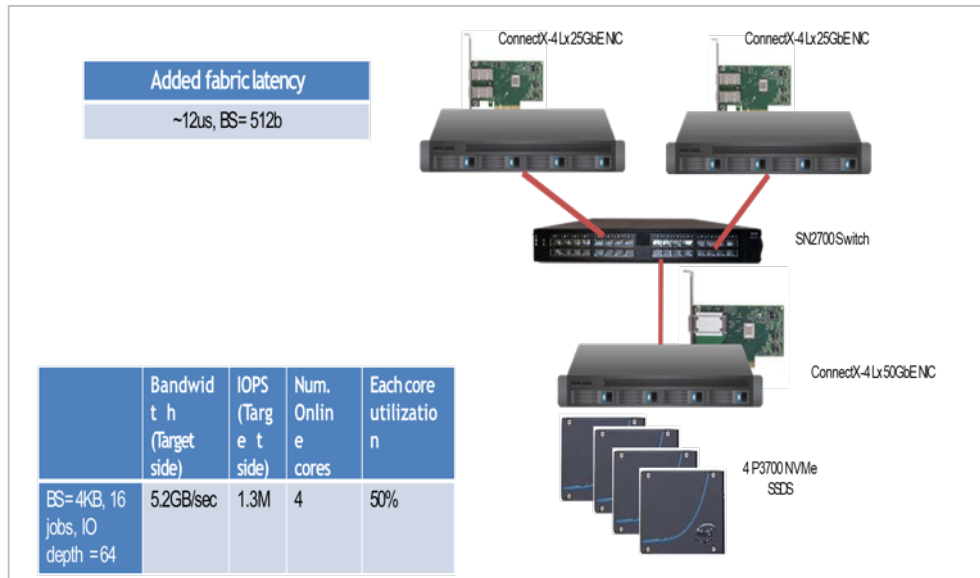 ConnectX-4 Lx 25GbE NIC
ConnectX-4 Lx 25GbE NIC
Added fabric latency
~12us, BS= 512b
SN2700 Switch
ConnectX-4 Lx 50GbE NIC
Bandwid
t h
(Target
side)
IOPS
(Targ
e t
side)
Num.
Onlin
e
cores
Each core
utilizatio
n
BS= 4KB, 16
jobs, IO
depth = 64
5.2GB/sec
1.3M
4
50%
4 P3700 NVMe
SSDS